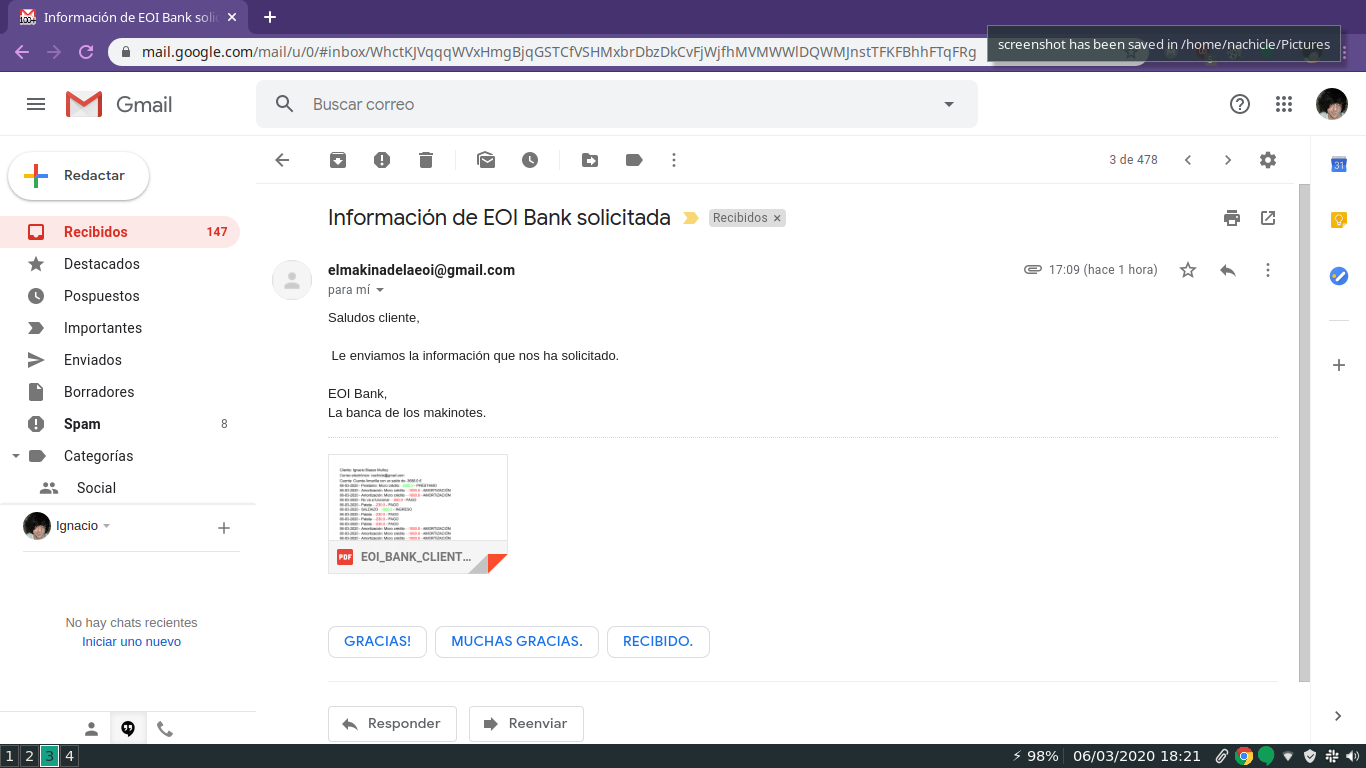 Información de EOI Bank soli
mail.google.com/mail/u/0/#inbox/WhctKJVqqqWVxHmgBjqGSTCfVSHMxbrDbzDkCvFjWjfhMVMWWlDQWMJnstTFKFBhhFTqFRg
screenshot has been saved in /home/nachicle/Pictures
Gmail
Buscar correo
Redactar
3 de 478
31
Información de EOI Bank solicitada
Recibidos ×
Recibidos 147
Destacados
Pospuestos
Importantes
Enviados
Borradores
Spam 8
Categorías
Social
elmakinadelaeoi@gmail.com
17:09 (hace 1 hora)
para mí
Saludos cliente,
Le enviamos la información que nos ha solicitado.
EOI Bank,
La banca de los makinotes.
PDF EOI_BANK_CLIENT...
Ignacio
No hay chats recientes
Iniciar uno nuevo
GRACIAS!
MUCHAS GRACIAS.
RECIBIDO.
Responder
Reenviar
1 2 3 4
98% 06/03/2020 18:21